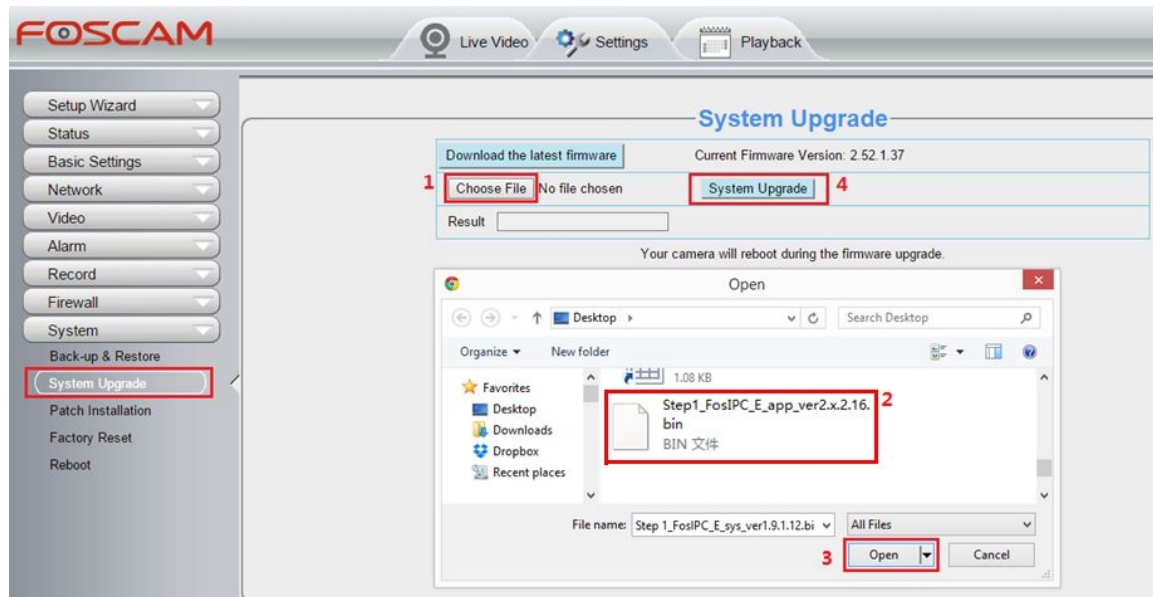 FOSCAM
Live Video
Settings
Playback
Setup Wizard
Status
Basic Settings
Network
Video
Alarm
Record
Firewall
System
Back-up & Restore
System Upgrade
Patch Installation
Factory Reset
Reboot
System Upgrade
Download the latest firmware Current Firmware Version: 2.52.1.37
1 Choose File No file chosen System Upgrade 4
Result
Your camera will reboot during the firmware upgrade.
Open
Desktop Search Desktop
Organize New folder
Favorites
Desktop
Downloads
Dropbox
Recent places
1.08 KB
Step1_FosIPC_E_app_ver2.x.2.16. 2
bin
BIN 文件
File name: Step 1_FosIPC_E_sys_ver1.9.1.12.bi All Files
3 Open Cancel